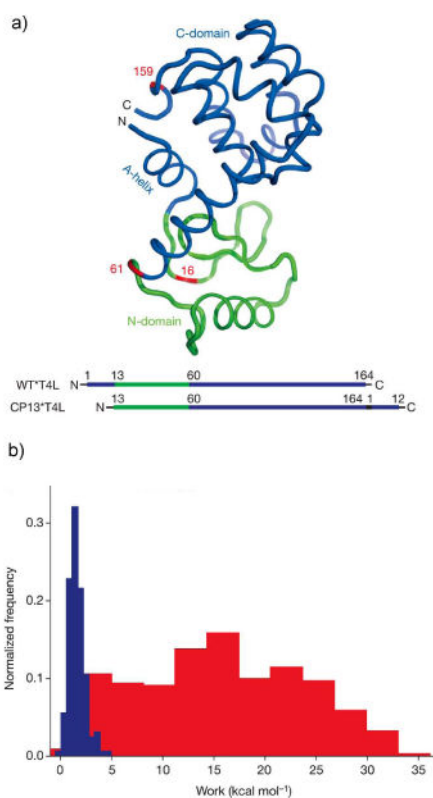 a)
C-domain
159
C
N
A-helix
61
16
N-domain
1 13 60 164
WT*T4L N C
13 60 164 1 12
CP13*T4L N C
b)
0.3
0.2
0.1
0.0
Normalized frequency
0 5 10 15 20 25 30 35
Work (kcal mol⁻¹)